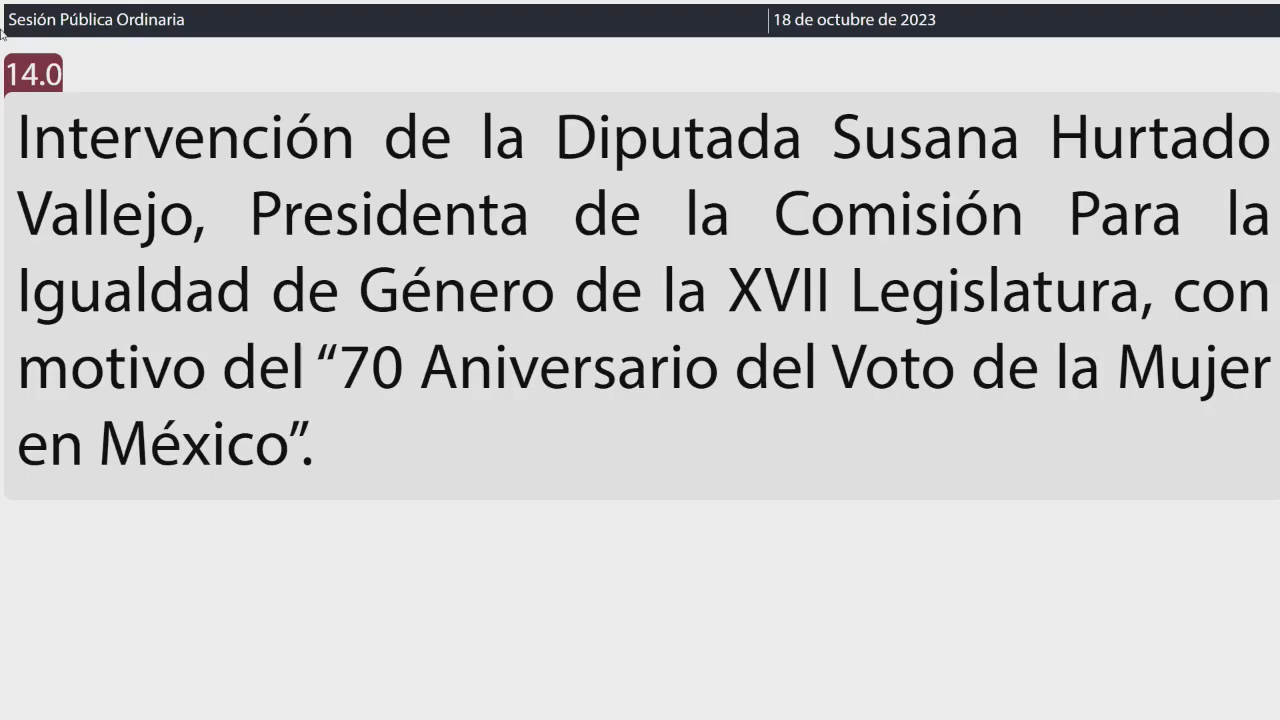 Sesión Pública Ordinaria
18 de octubre de 2023
14.0
Intervención de la Diputada Susana Hurtado
Vallejo, Presidenta de la Comisión Para la
Igualdad de Género de la XVII Legislatura, con
motivo del “70 Aniversario del Voto de la Mujer
en México”.